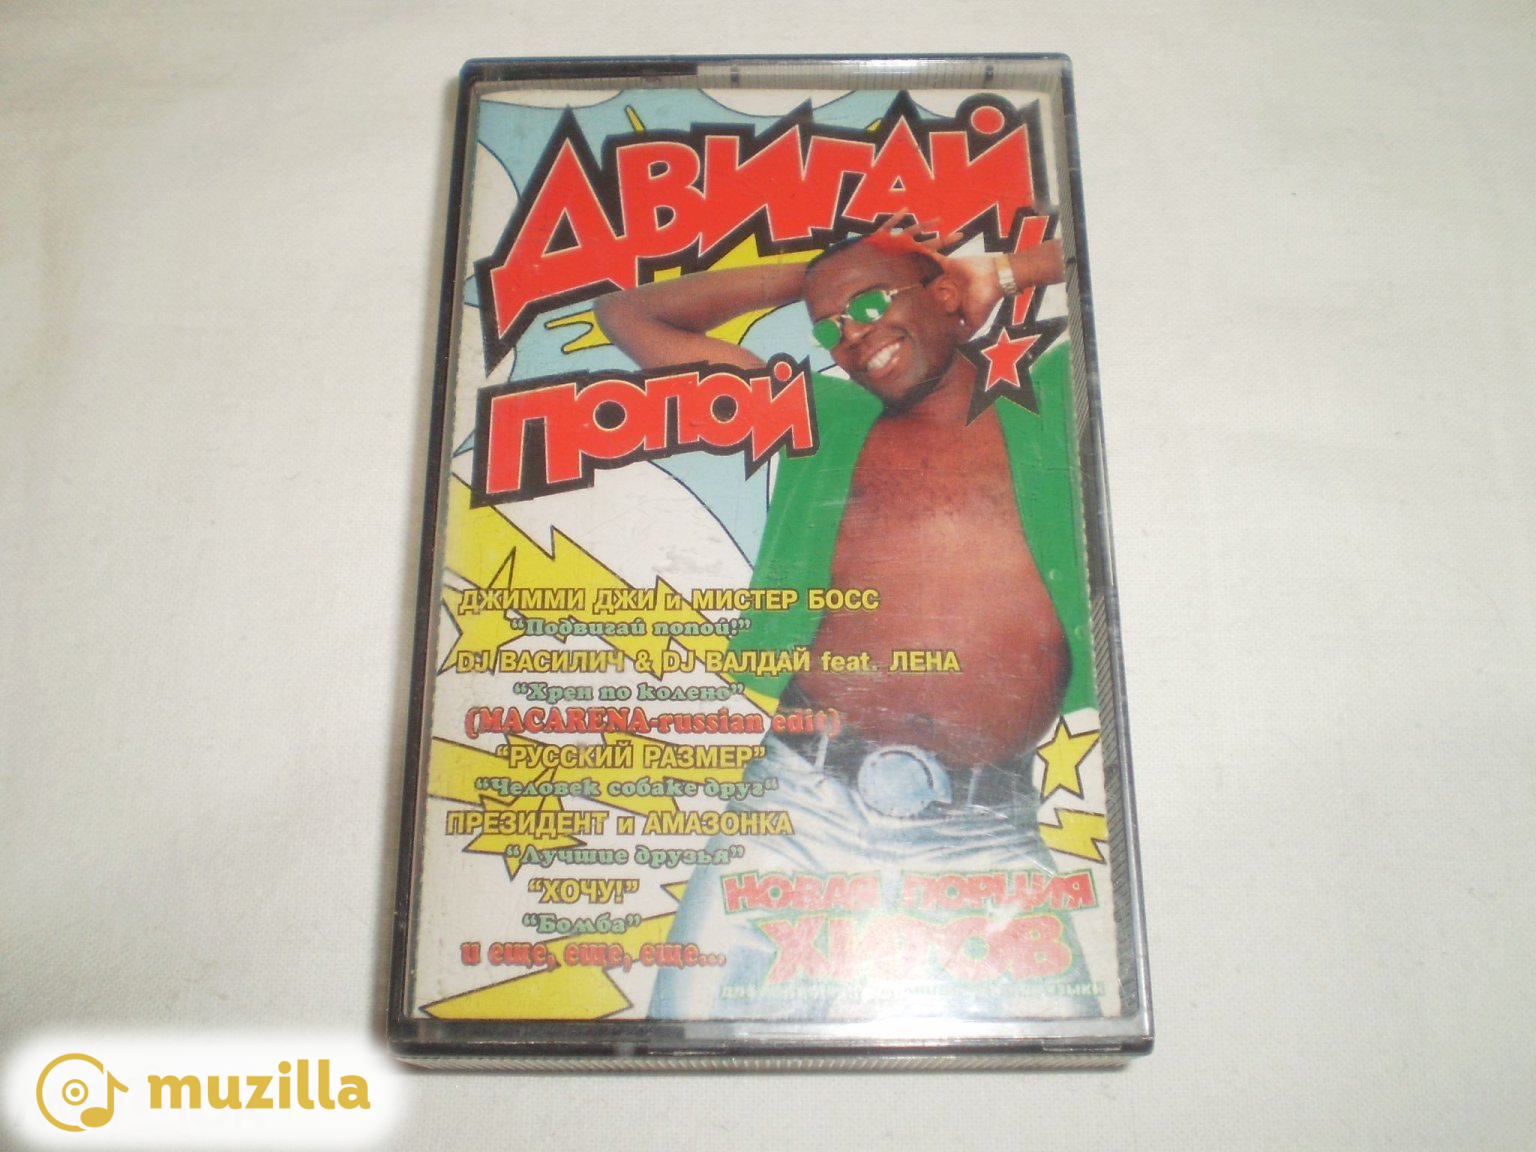 ДВИГАЙ!
ПОПОЙ
ДЖИММИ ДЖИ и МИСТЕР БОСС
“Подвигай попой!”
DJ ВАСИЛИЧ & DJ ВАЛДАЙ feat. ЛЕНА
“Хрен по колено”
(MACARENA-russian edit)
“РУССКИЙ РАЗМЕР”
“Человек собаке друг“
ПРЕЗИДЕНТ и АМАЗОНКА
“Лучшие друзья”
“ХОЧУ!”
“Бомба”
и еще, еще, еще...
НОВАЯ ПОРЦИЯ
ХИТОВ
muzilla